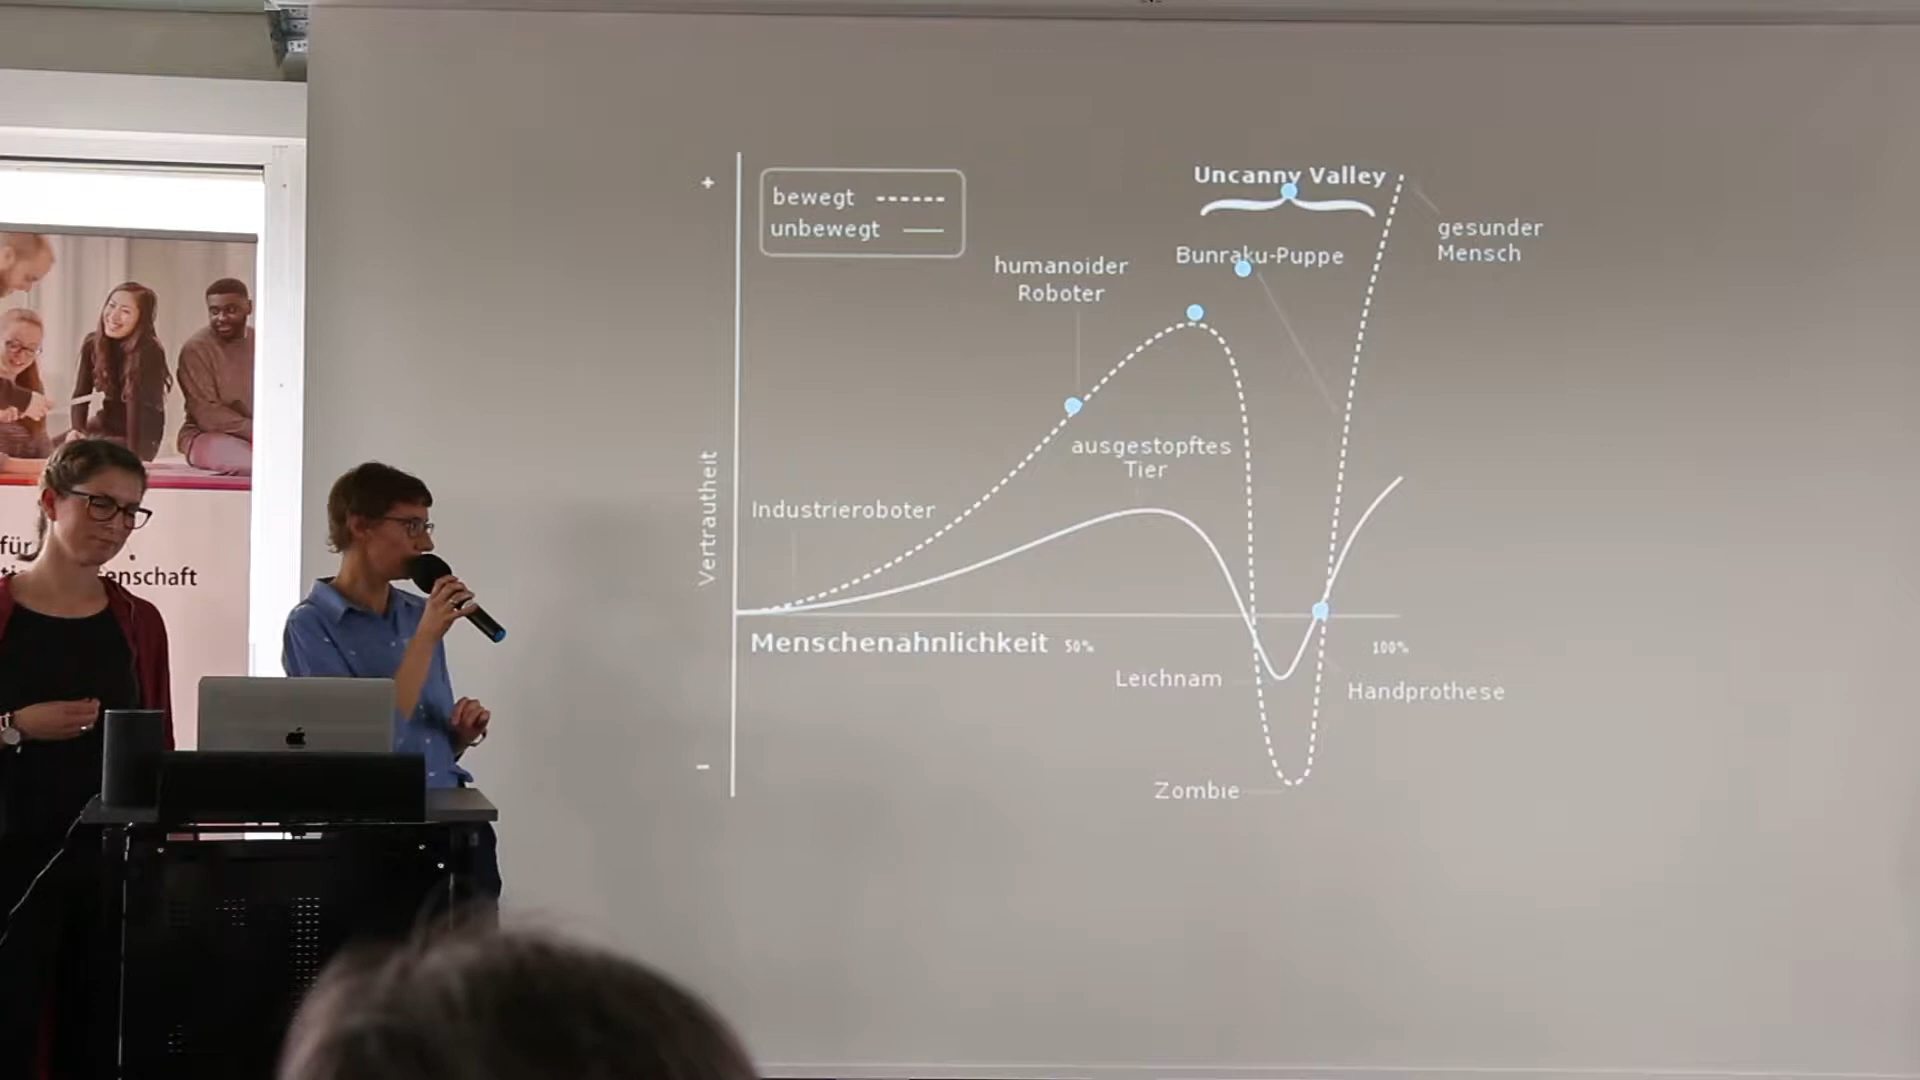 +
bewegt
unbewegt
Uncanny Valley
gesunder
Mensch
Bunraku-Puppe
humanoider
Roboter
ausgestopftes
Tier
Industrieroboter
Vertrautheit
Menschenähnlichkeit 50%
100%
Leichnam
Handprothese
-
Zombie
für
enschaft